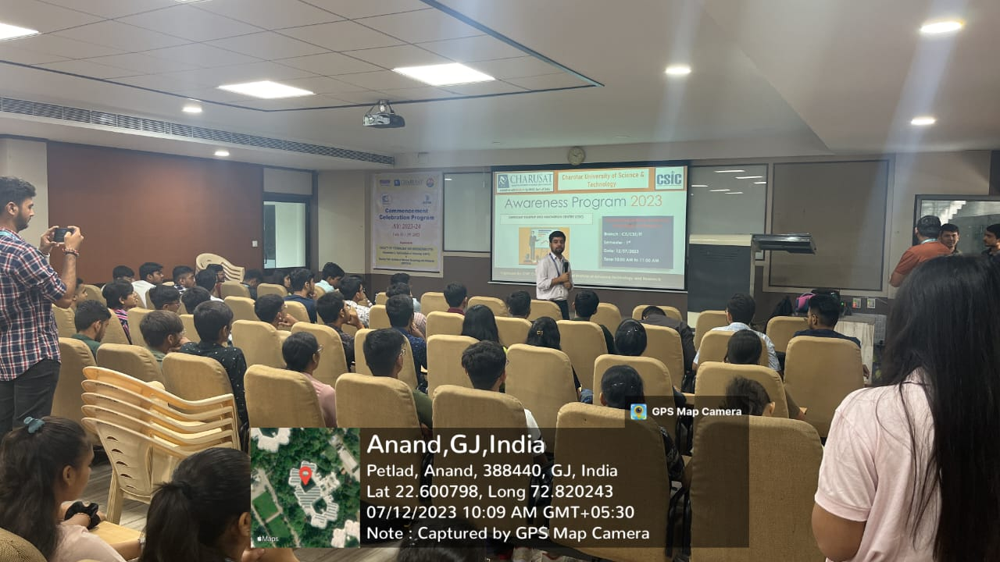 CHARUSAT
Charotar University of Science &
Technology
CSIC
Awareness Program 2023
Branch : CE/CSE/IT
Semester : 1st
Date: 12/07/2023
Time: 10:00 AM to 11:00 AM
CHARUSAT
Commencement
Celebration Program
AY: 2023-24
GPS Map Camera
Anand,GJ,India
Petlad, Anand, 388440, GJ, India
Lat 22.600798, Long 72.820243
07/12/2023 10:09 AM GMT+05:30
Note : Captured by GPS Map Camera
Maps